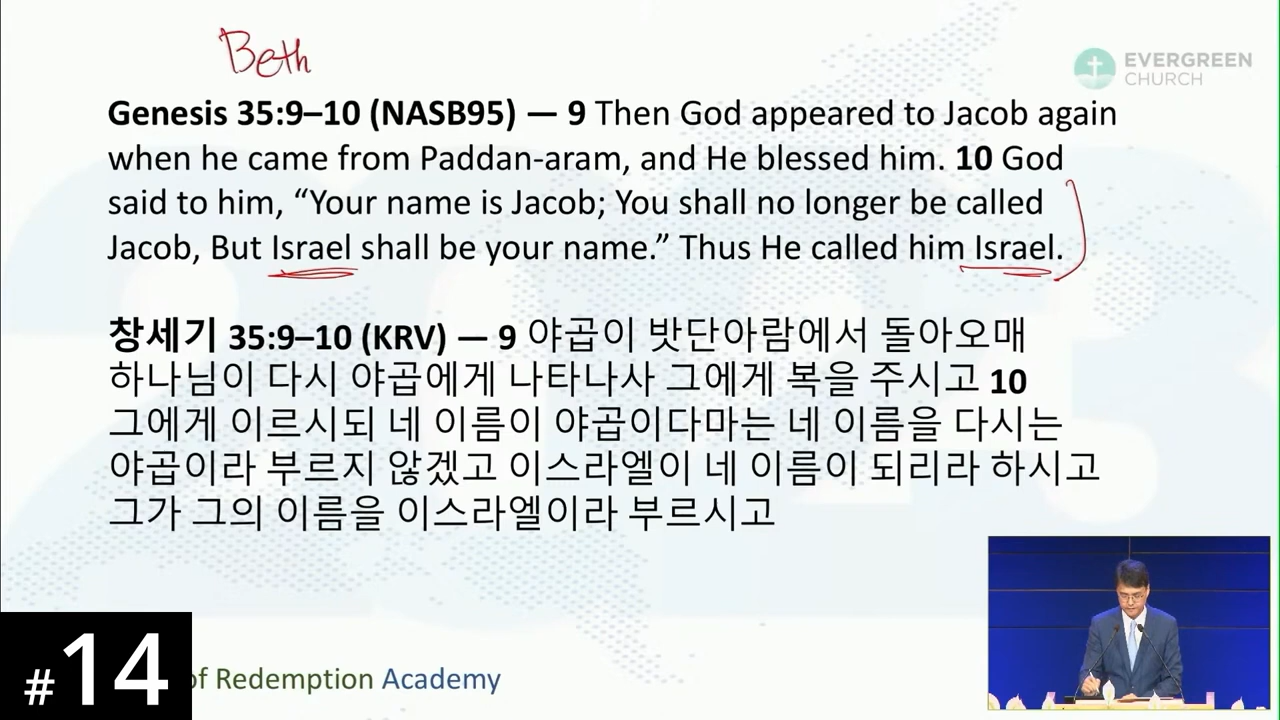 Beth
EVERGREEN
CHURCH
Genesis 35:9–10 (NASB95) — 9 Then God appeared to Jacob again
when he came from Paddan-aram, and He blessed him. 10 God
said to him, “Your name is Jacob; You shall no longer be called
Jacob, But Israel shall be your name.” Thus He called him Israel.
창세기 35:9–10 (KRV) — 9 야곱이 밧단아람에서 돌아오매
하나님이 다시 야곱에게 나타나사 그에게 복을 주시고 10
그에게 이르시되 네 이름이 야곱이다마는 네 이름을 다시는
야곱이라 부르지 않겠고 이스라엘이 네 이름이 되리라 하시고
그가 그의 이름을 이스라엘이라 부르시고
#14
of Redemption Academy